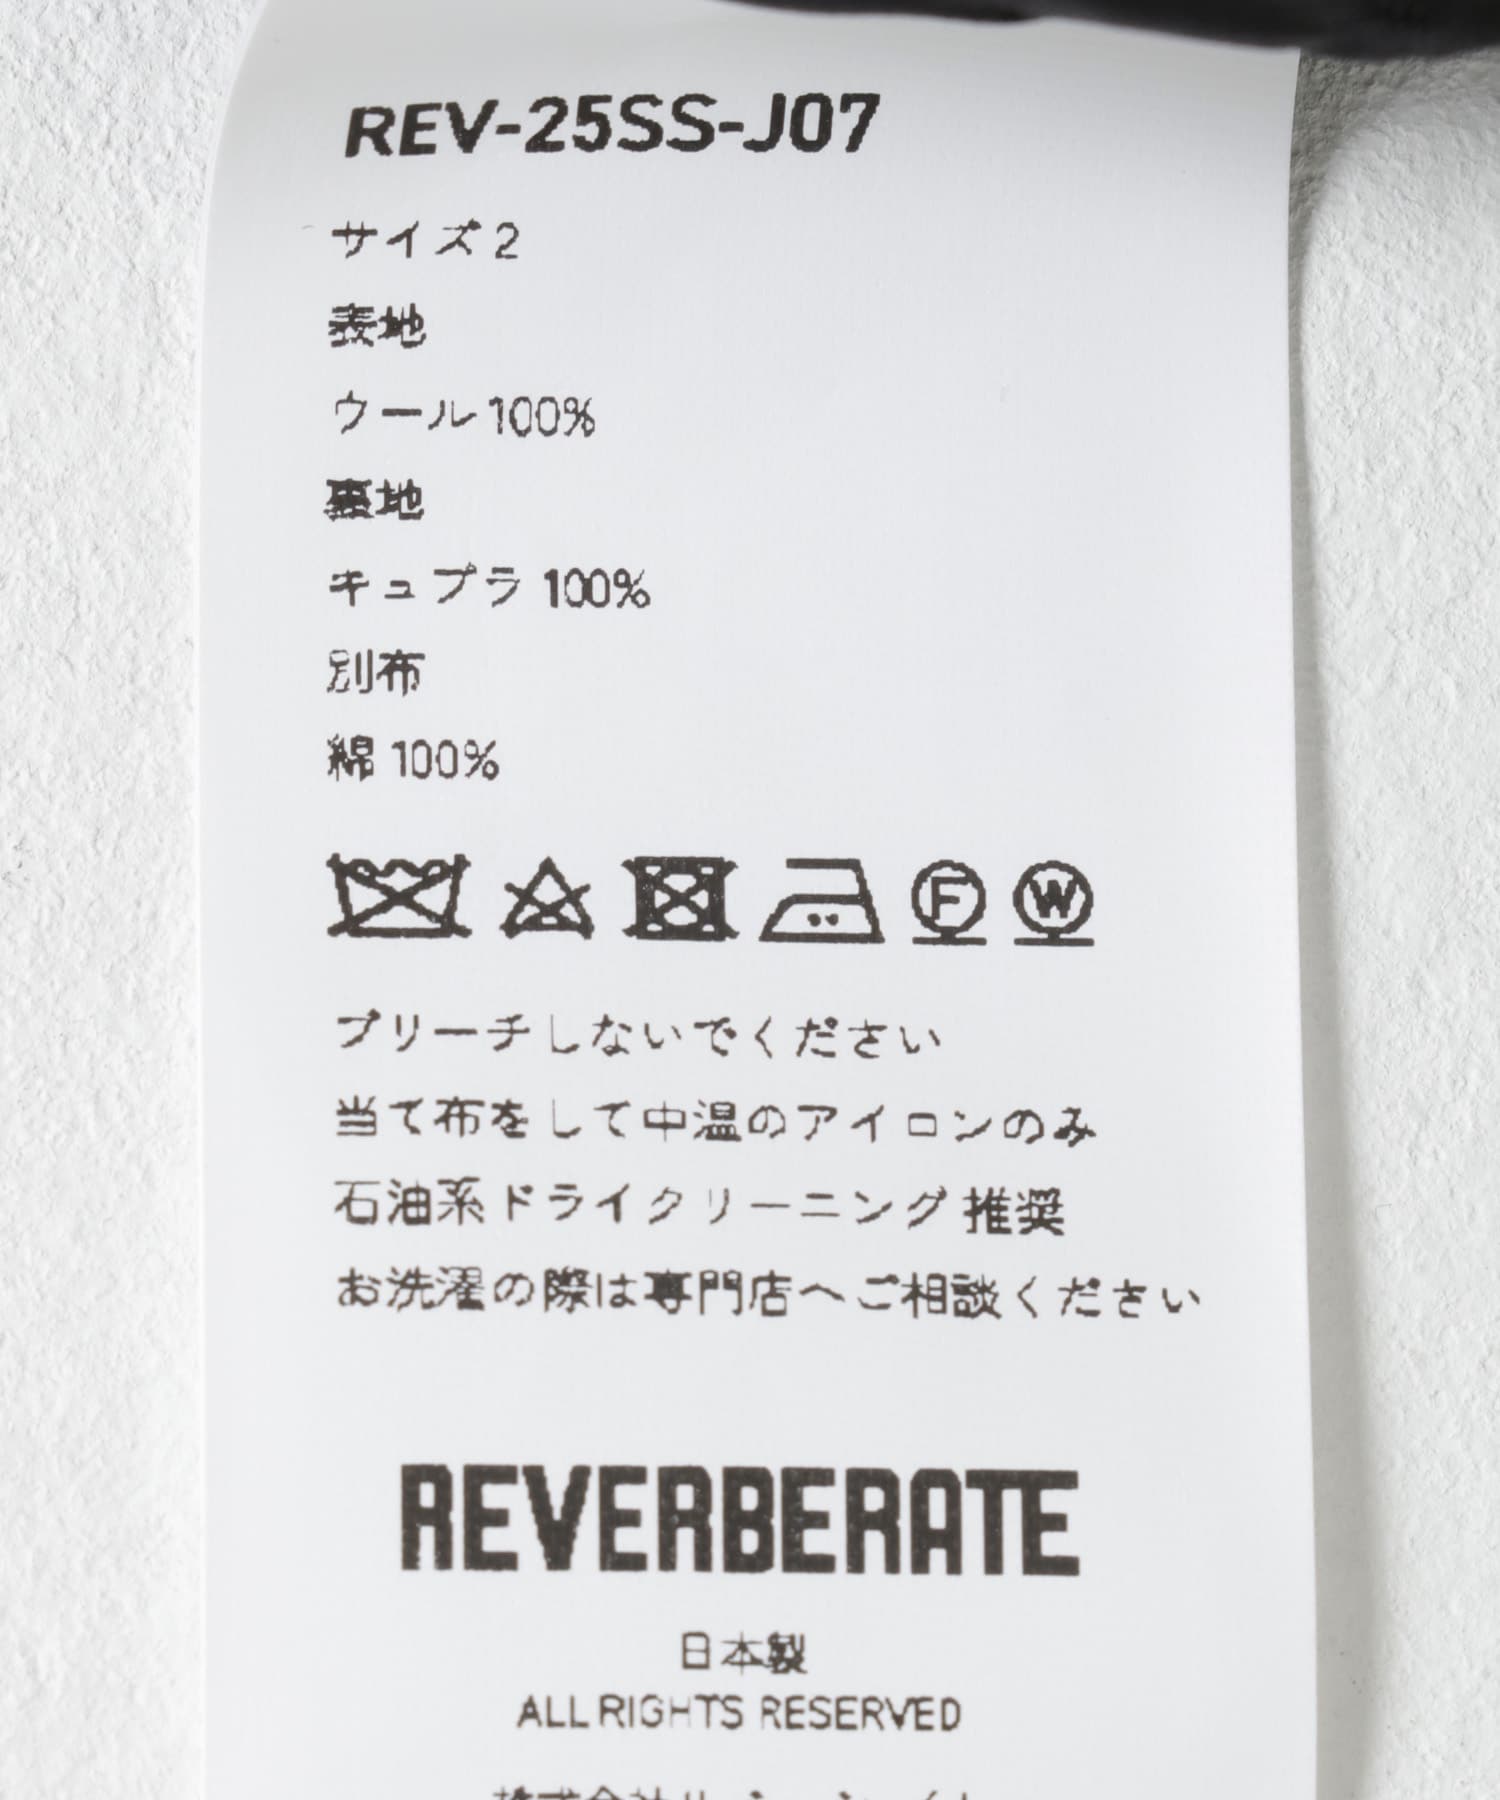 REV-25SS-J07
サイズ2
表地
ウール100%
裏地
キュプラ 100%
別布
綿 100%
F W
ブリーチしないでください
当て布をして中温のアイロンのみ
石油系ドライクリーニング推奨
お洗濯の際は専門店へご相談ください
REVERBERATE
日本製
ALL RIGHTS RESERVED